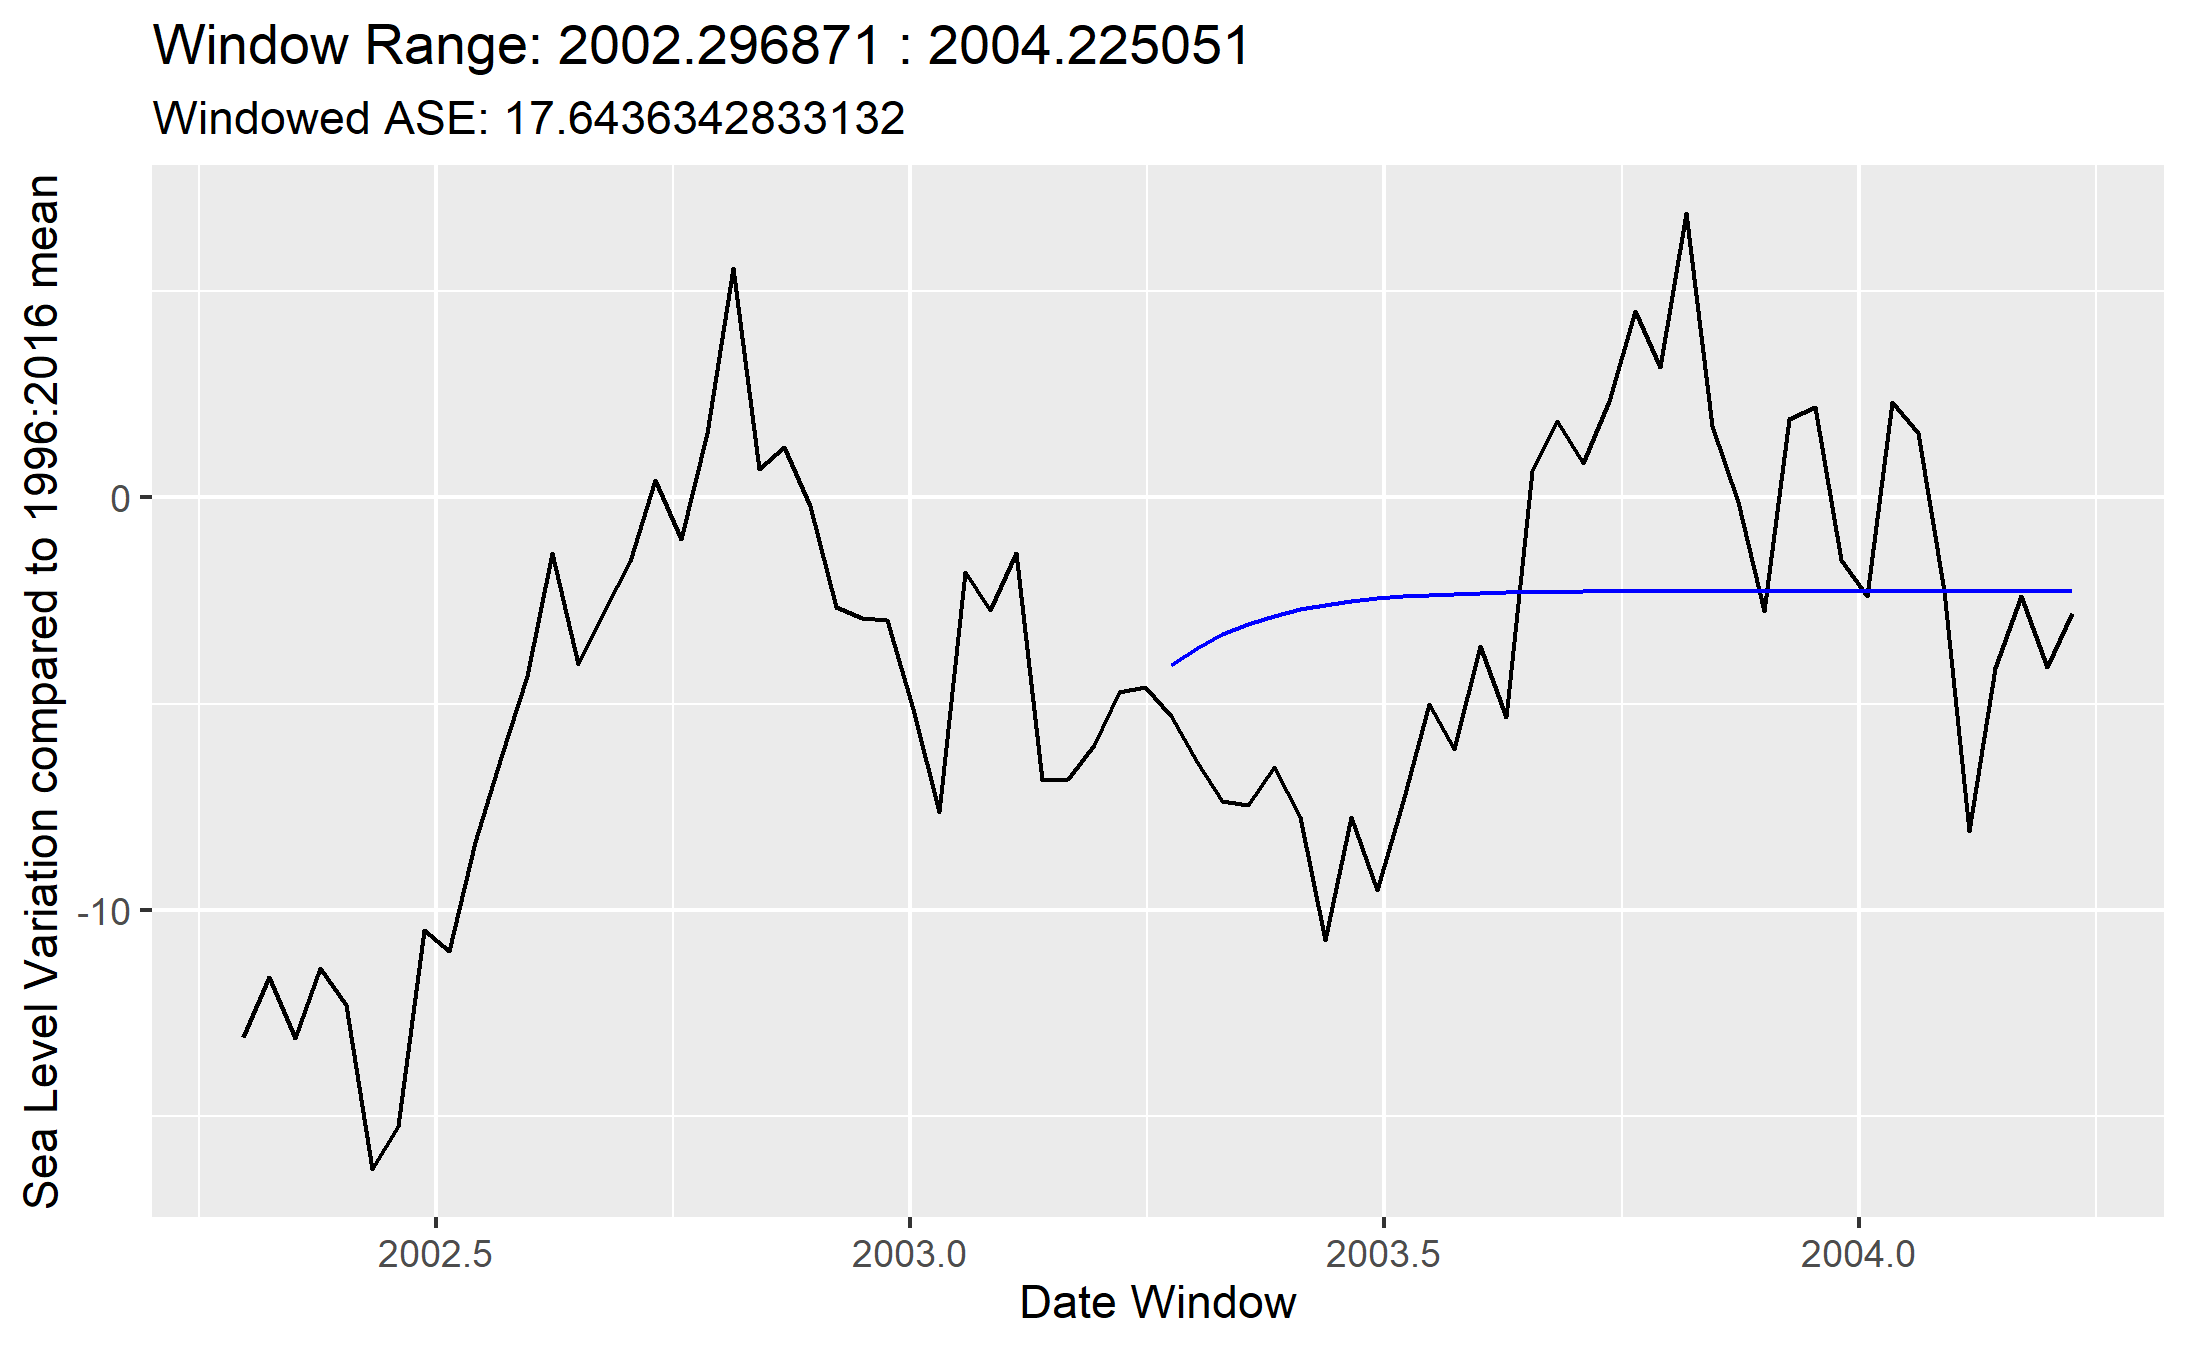 Window Range: 2002.296871 : 2004.225051
Windowed ASE: 17.6436342833132
Sea Level Variation compared to 1996:2016 mean
0
-10
2002.5
2003.0
2003.5
2004.0
Date Window